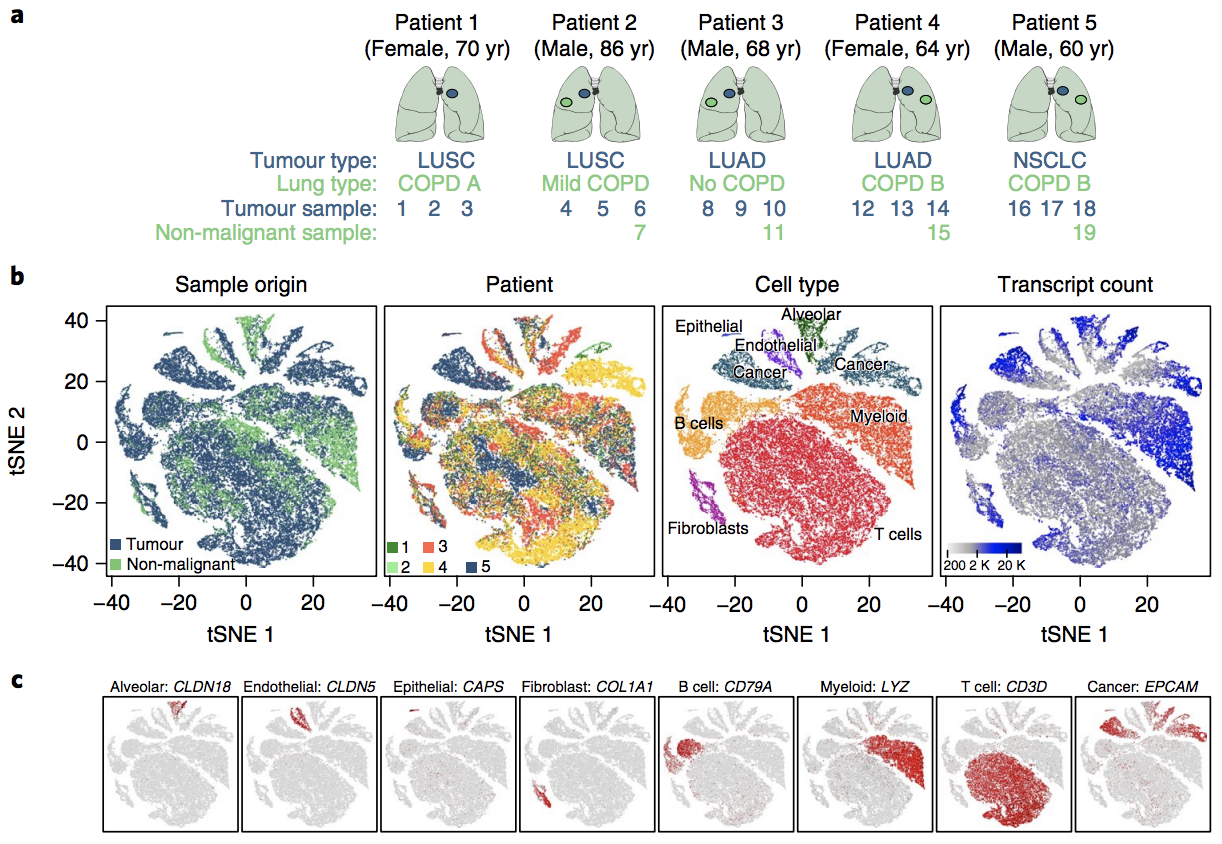 a
Patient 1 Patient 2 Patient 3 Patient 4 Patient 5
(Female, 70 yr) (Male, 86 yr) (Male, 68 yr) (Female, 64 yr) (Male, 60 yr)
Tumour type: LUSC LUSC LUAD LUAD NSCLC
Lung type: COPD A Mild COPD No COPD COPD B COPD B
Tumour sample: 1 2 3 4 5 6 8 9 10 12 13 14 16 17 18
Non-malignant sample: 7 11 15 19
b
Sample origin
Patient
Cell type
Transcript count
tSNE 2
40
20
0
−20
−40
Tumour
Non-malignant
−40 −20 0 20
tSNE 1
1 3
2 4 5
−40 −20 0 20
tSNE 1
Alveolar
Epithelial
Endothelial
Cancer
Cancer
Myeloid
B cells
Fibroblasts
T cells
−40 −20 0 20
tSNE 1
200 2 K 20 K
−40 −20 0 20
tSNE 1
c
Alveolar: CLDN18 Endothelial: CLDN5 Epithelial: CAPS Fibroblast: COL1A1 B cell: CD79A Myeloid: LYZ T cell: CD3D Cancer: EPCAM